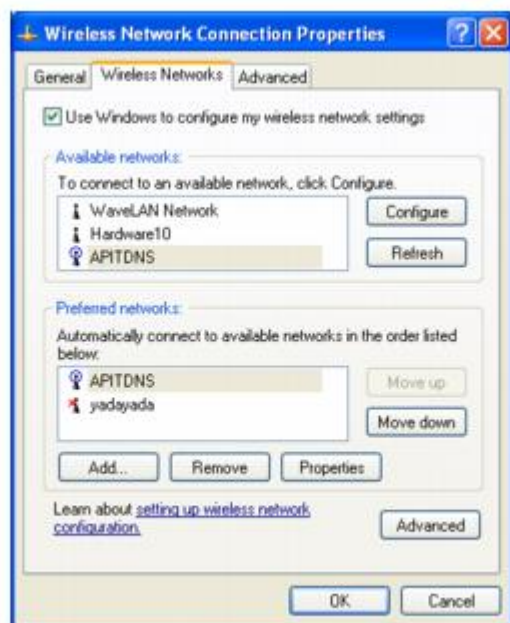 Wireless Network Connection Properties
General Wireless Networks Advanced
Use Windows to configure my wireless network settings
Available networks:
To connect to an available network, click Configure.
WaveLAN Network
Hardware10
APITDNS
Configure
Refresh
Preferred networks:
Automatically connect to available networks in the order listed
below:
APITDNS
yadayada
Move up
Move down
Add... Remove Properties
Learn about setting up wireless network
configuration.
Advanced
OK Cancel